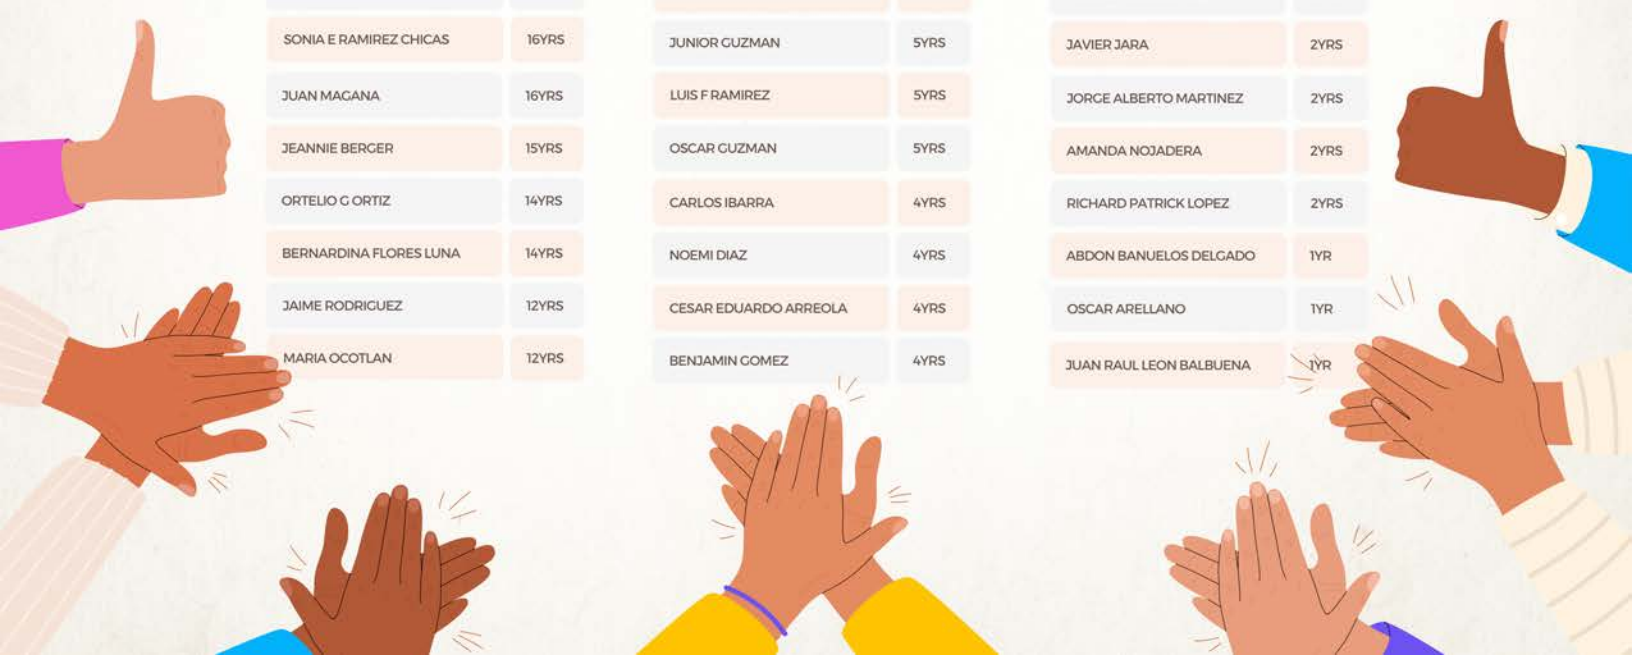 SONIA E RAMIREZ CHICAS 16YRS
JUAN MAGANA 16YRS
JEANNIE BERGER 15YRS
ORTELIO G ORTIZ 14YRS
BERNARDINA FLORES LUNA 14YRS
JAIME RODRIGUEZ 12YRS
MARIA OCOTLAN 12YRS
JUNIOR GUZMAN 5YRS
LUIS F RAMIREZ 5YRS
OSCAR GUZMAN 5YRS
CARLOS IBARRA 4YRS
NOEMI DIAZ 4YRS
CESAR EDUARDO ARREOLA 4YRS
BENJAMIN GOMEZ 4YRS
JAVIER JARA 2YRS
JORGE ALBERTO MARTINEZ 2YRS
AMANDA NOJADERA 2YRS
RICHARD PATRICK LOPEZ 2YRS
ABDON BANUELOS DELGADO 1YR
OSCAR ARELLANO 1YR
JUAN RAUL LEON BALBUENA 1YR